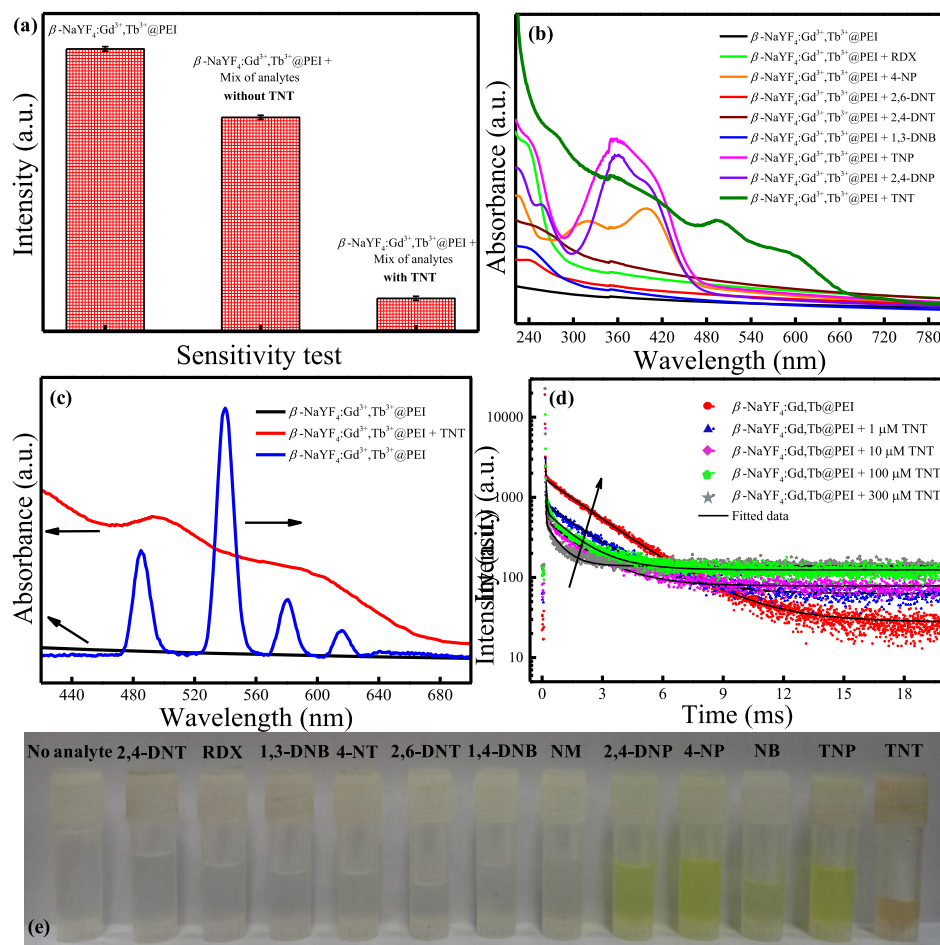 (a)
β-NaYF₄:Gd³⁺,Tb³⁺@PEI
β-NaYF₄:Gd³⁺,Tb³⁺@PEI +
Mix of analytes
without TNT
β-NaYF₄:Gd³⁺,Tb³⁺@PEI +
Mix of analytes
with TNT
Intensity (a.u.)
Sensitivity test
(b)
β-NaYF₄:Gd³⁺,Tb³⁺@PEI
β-NaYF₄:Gd³⁺,Tb³⁺@PEI + RDX
β-NaYF₄:Gd³⁺,Tb³⁺@PEI + 4-NP
β-NaYF₄:Gd³⁺,Tb³⁺@PEI + 2,6-DNT
β-NaYF₄:Gd³⁺,Tb³⁺@PEI + 2,4-DNT
β-NaYF₄:Gd³⁺,Tb³⁺@PEI + 1,3-DNB
β-NaYF₄:Gd³⁺,Tb³⁺@PEI + TNP
β-NaYF₄:Gd³⁺,Tb³⁺@PEI + 2,4-DNP
β-NaYF₄:Gd³⁺,Tb³⁺@PEI + TNT
Absorbance (a.u.)
240 300 360 420 480 540 600 660 720 780
Wavelength (nm)
(c)
β-NaYF₄:Gd³⁺,Tb³⁺@PEI
β-NaYF₄:Gd³⁺,Tb³⁺@PEI + TNT
β-NaYF₄:Gd³⁺,Tb³⁺@PEI
Absorbance (a.u.)
440 480 520 560 600 640 680
Wavelength (nm)
Intensity (a.u.)
(d)
β-NaYF₄:Gd,Tb@PEI
β-NaYF₄:Gd,Tb@PEI + 1 μM TNT
β-NaYF₄:Gd,Tb@PEI + 10 μM TNT
β-NaYF₄:Gd,Tb@PEI + 100 μM TNT
β-NaYF₄:Gd,Tb@PEI + 300 μM TNT
Fitted data
10000
1000
100
10
Intensity (a.u.)
0 3 6 9 12 15 18
Time (ms)
No analyte 2,4-DNT RDX 1,3-DNB 4-NT 2,6-DNT 1,4-DNB NM 2,4-DNP 4-NP NB TNP TNT
(e)